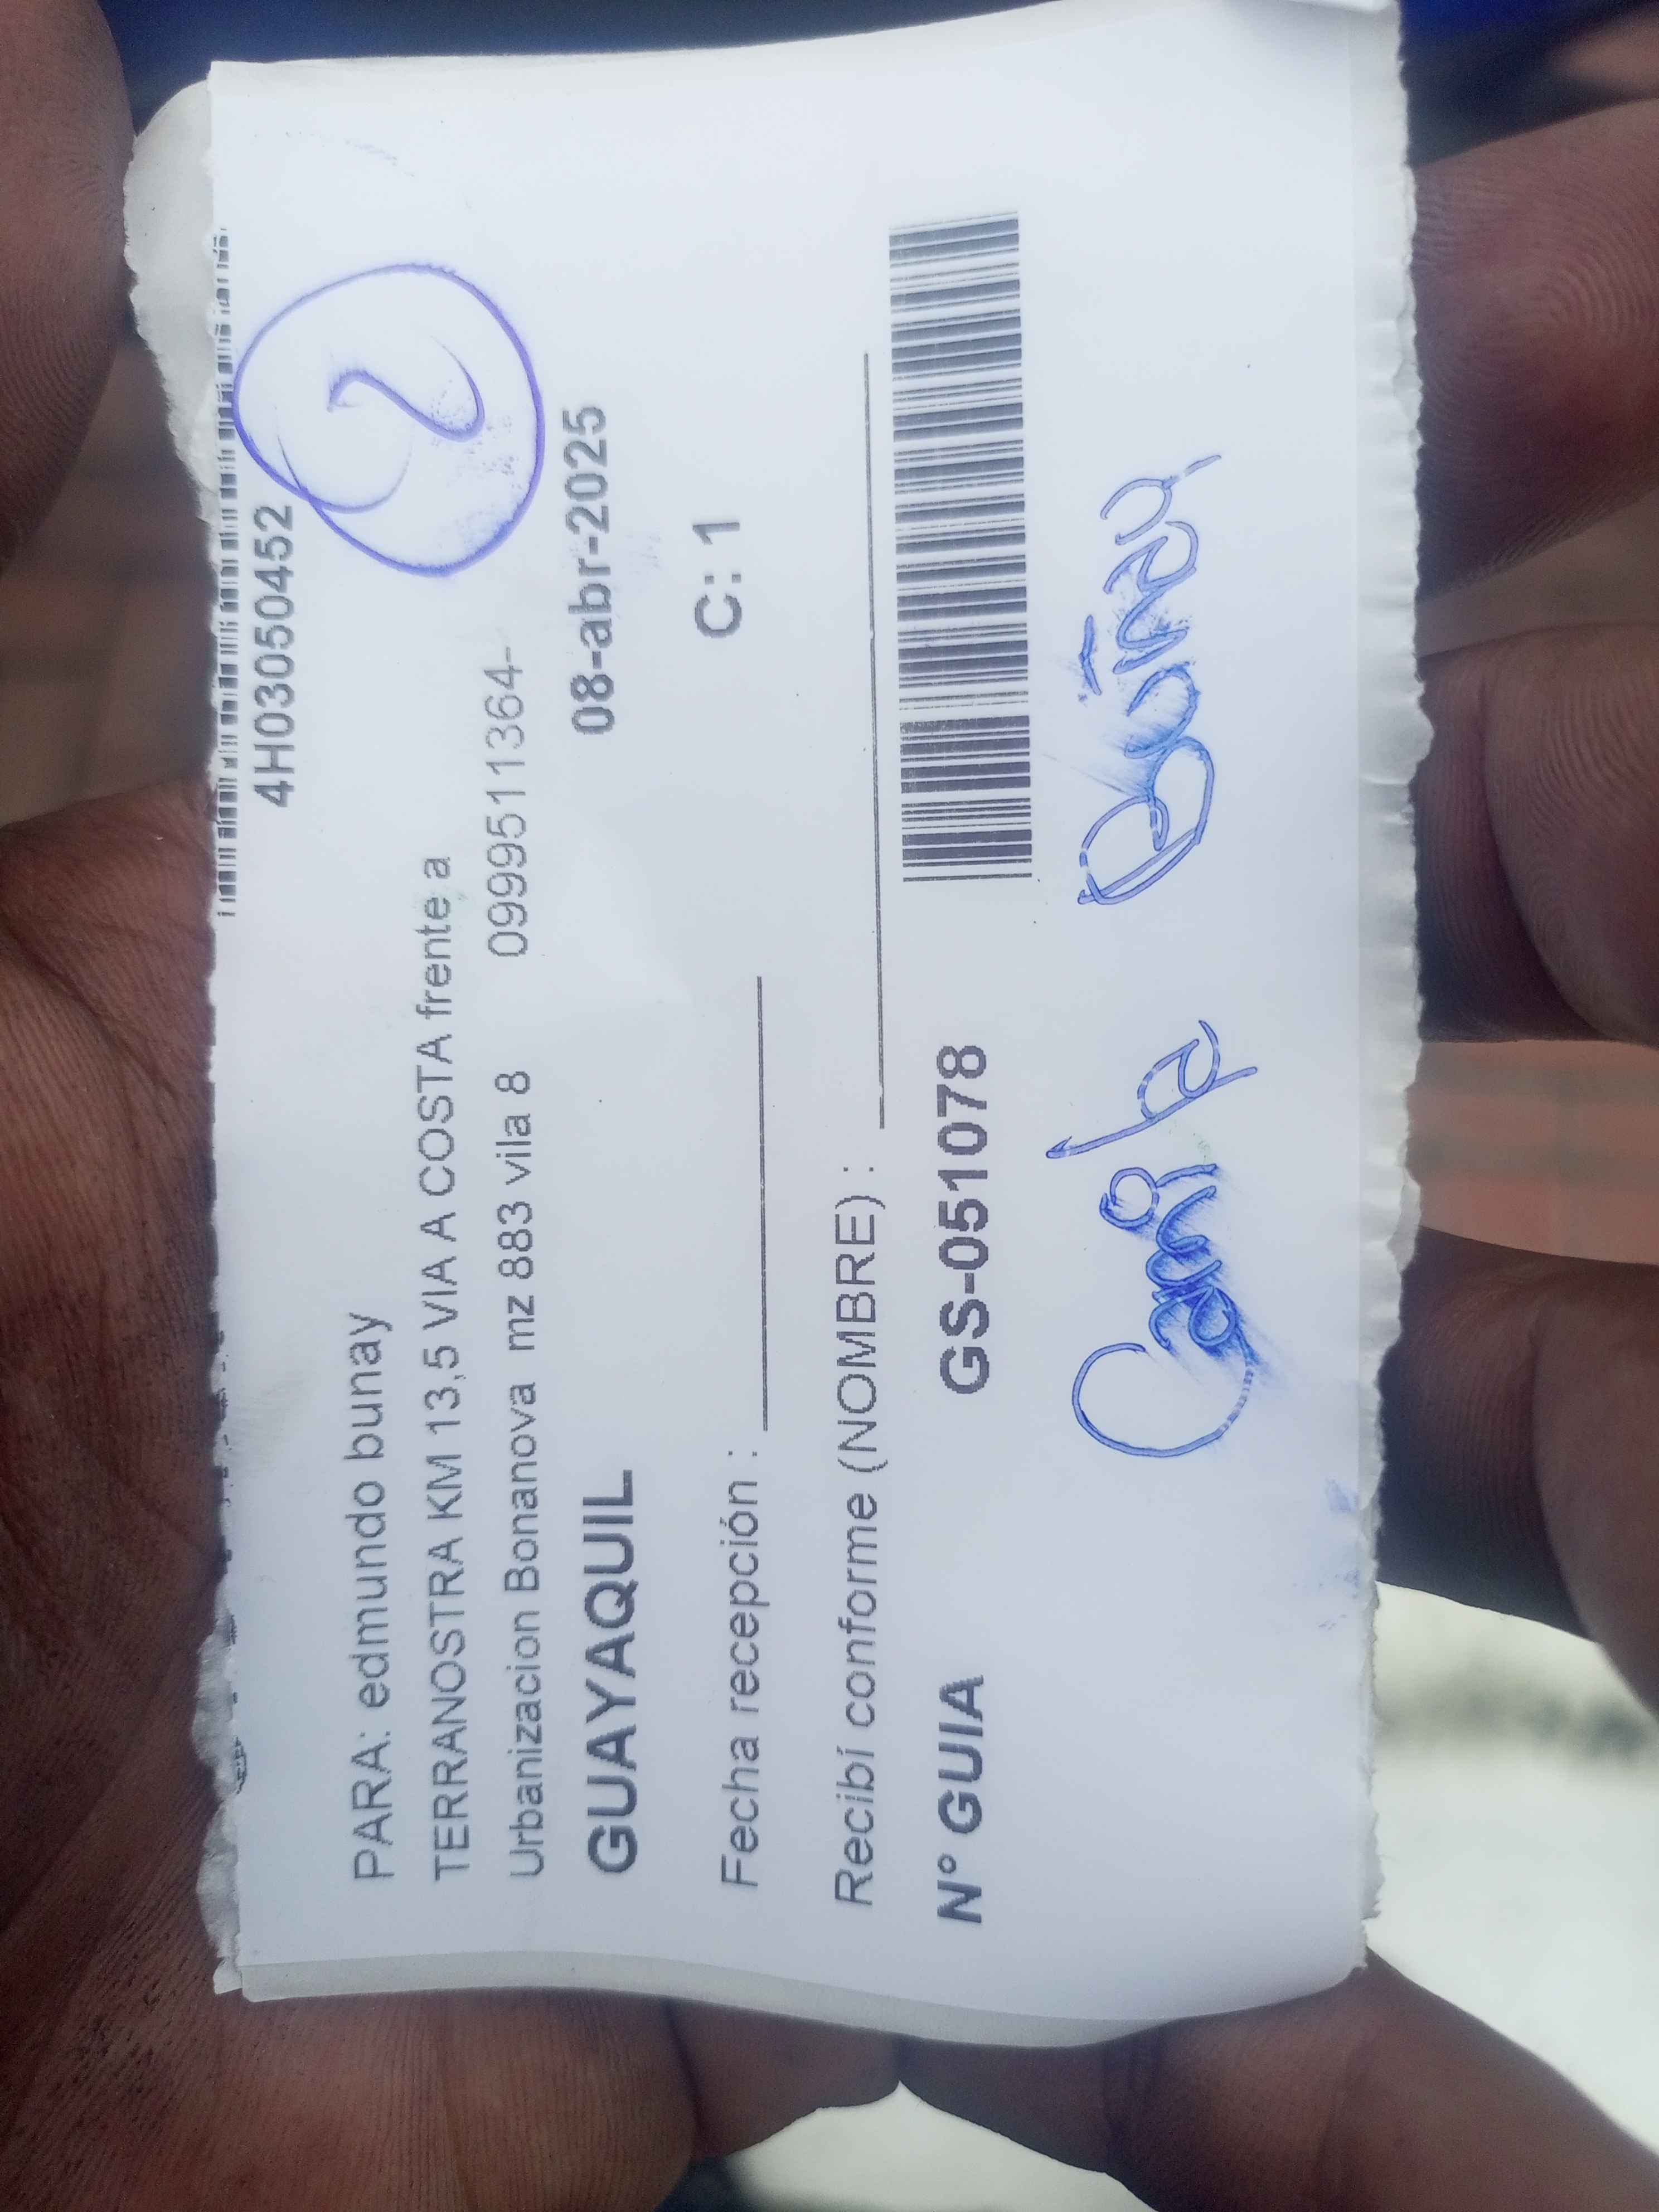 4H03050452
2
PARA: edmundo bunay
TERRANOSTRA KM 13,5 VIA A COSTA frente a
Urbanizacion Bonanova mz 883 vila 8 0999511364-
GUAYAQUIL 08-abr-2025
Fecha recepción : C: 1
Recibí conforme (NOMBRE) :
N° GUIA GS-051078
Camila Buñay